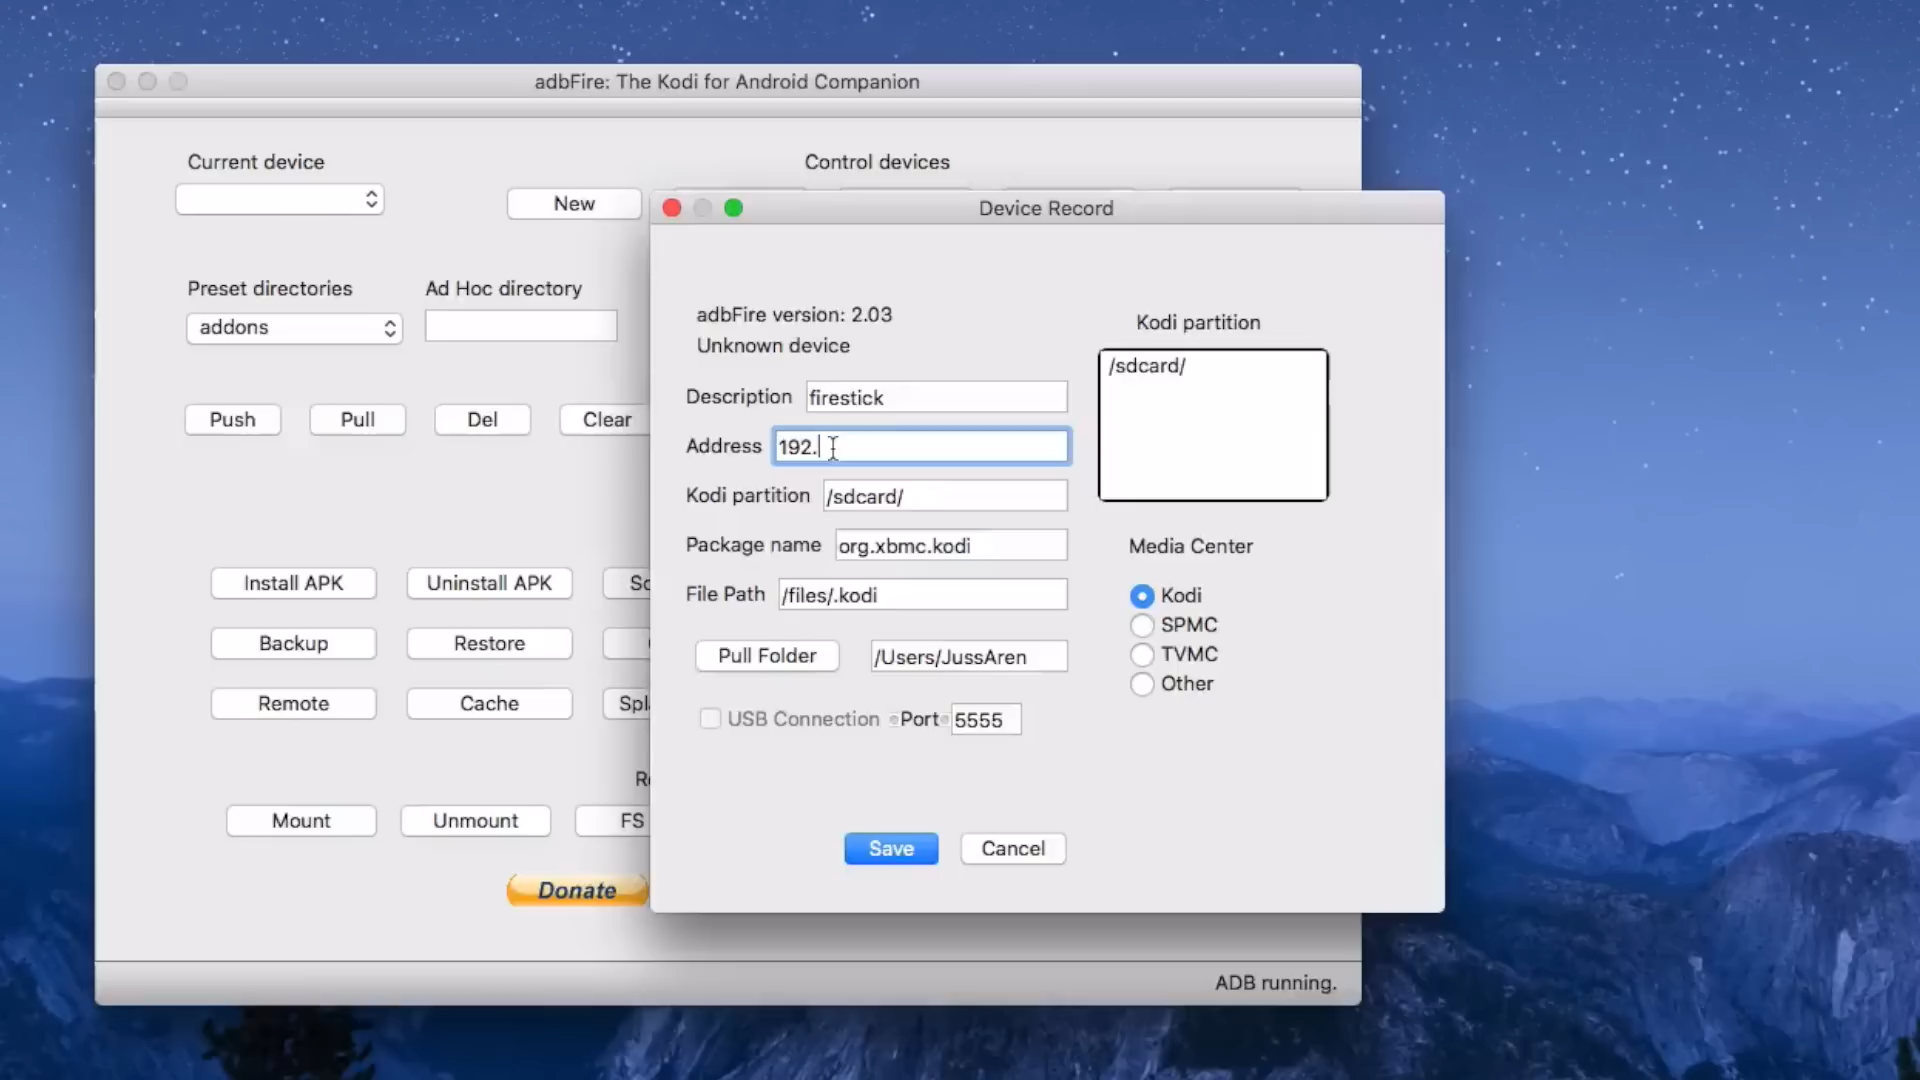 adbFire: The Kodi for Android Companion
Current device
Control devices
New
Device Record
Preset directories
Ad Hoc directory
addons
adbFire version: 2.03
Unknown device
Kodi partition
/sdcard/
Description firestick
Push
Pull
Del
Clear
Address 192.
Kodi partition /sdcard/
Package name org.xbmc.kodi
Media Center
File Path /files/.kodi
Kodi
SPMC
TVMC
Other
Install APK
Uninstall APK
Backup
Restore
Pull Folder /Users/JussAren
Remote
Cache
USB Connection Port 5555
Mount
Unmount
FS
Save
Cancel
Donate
ADB running.